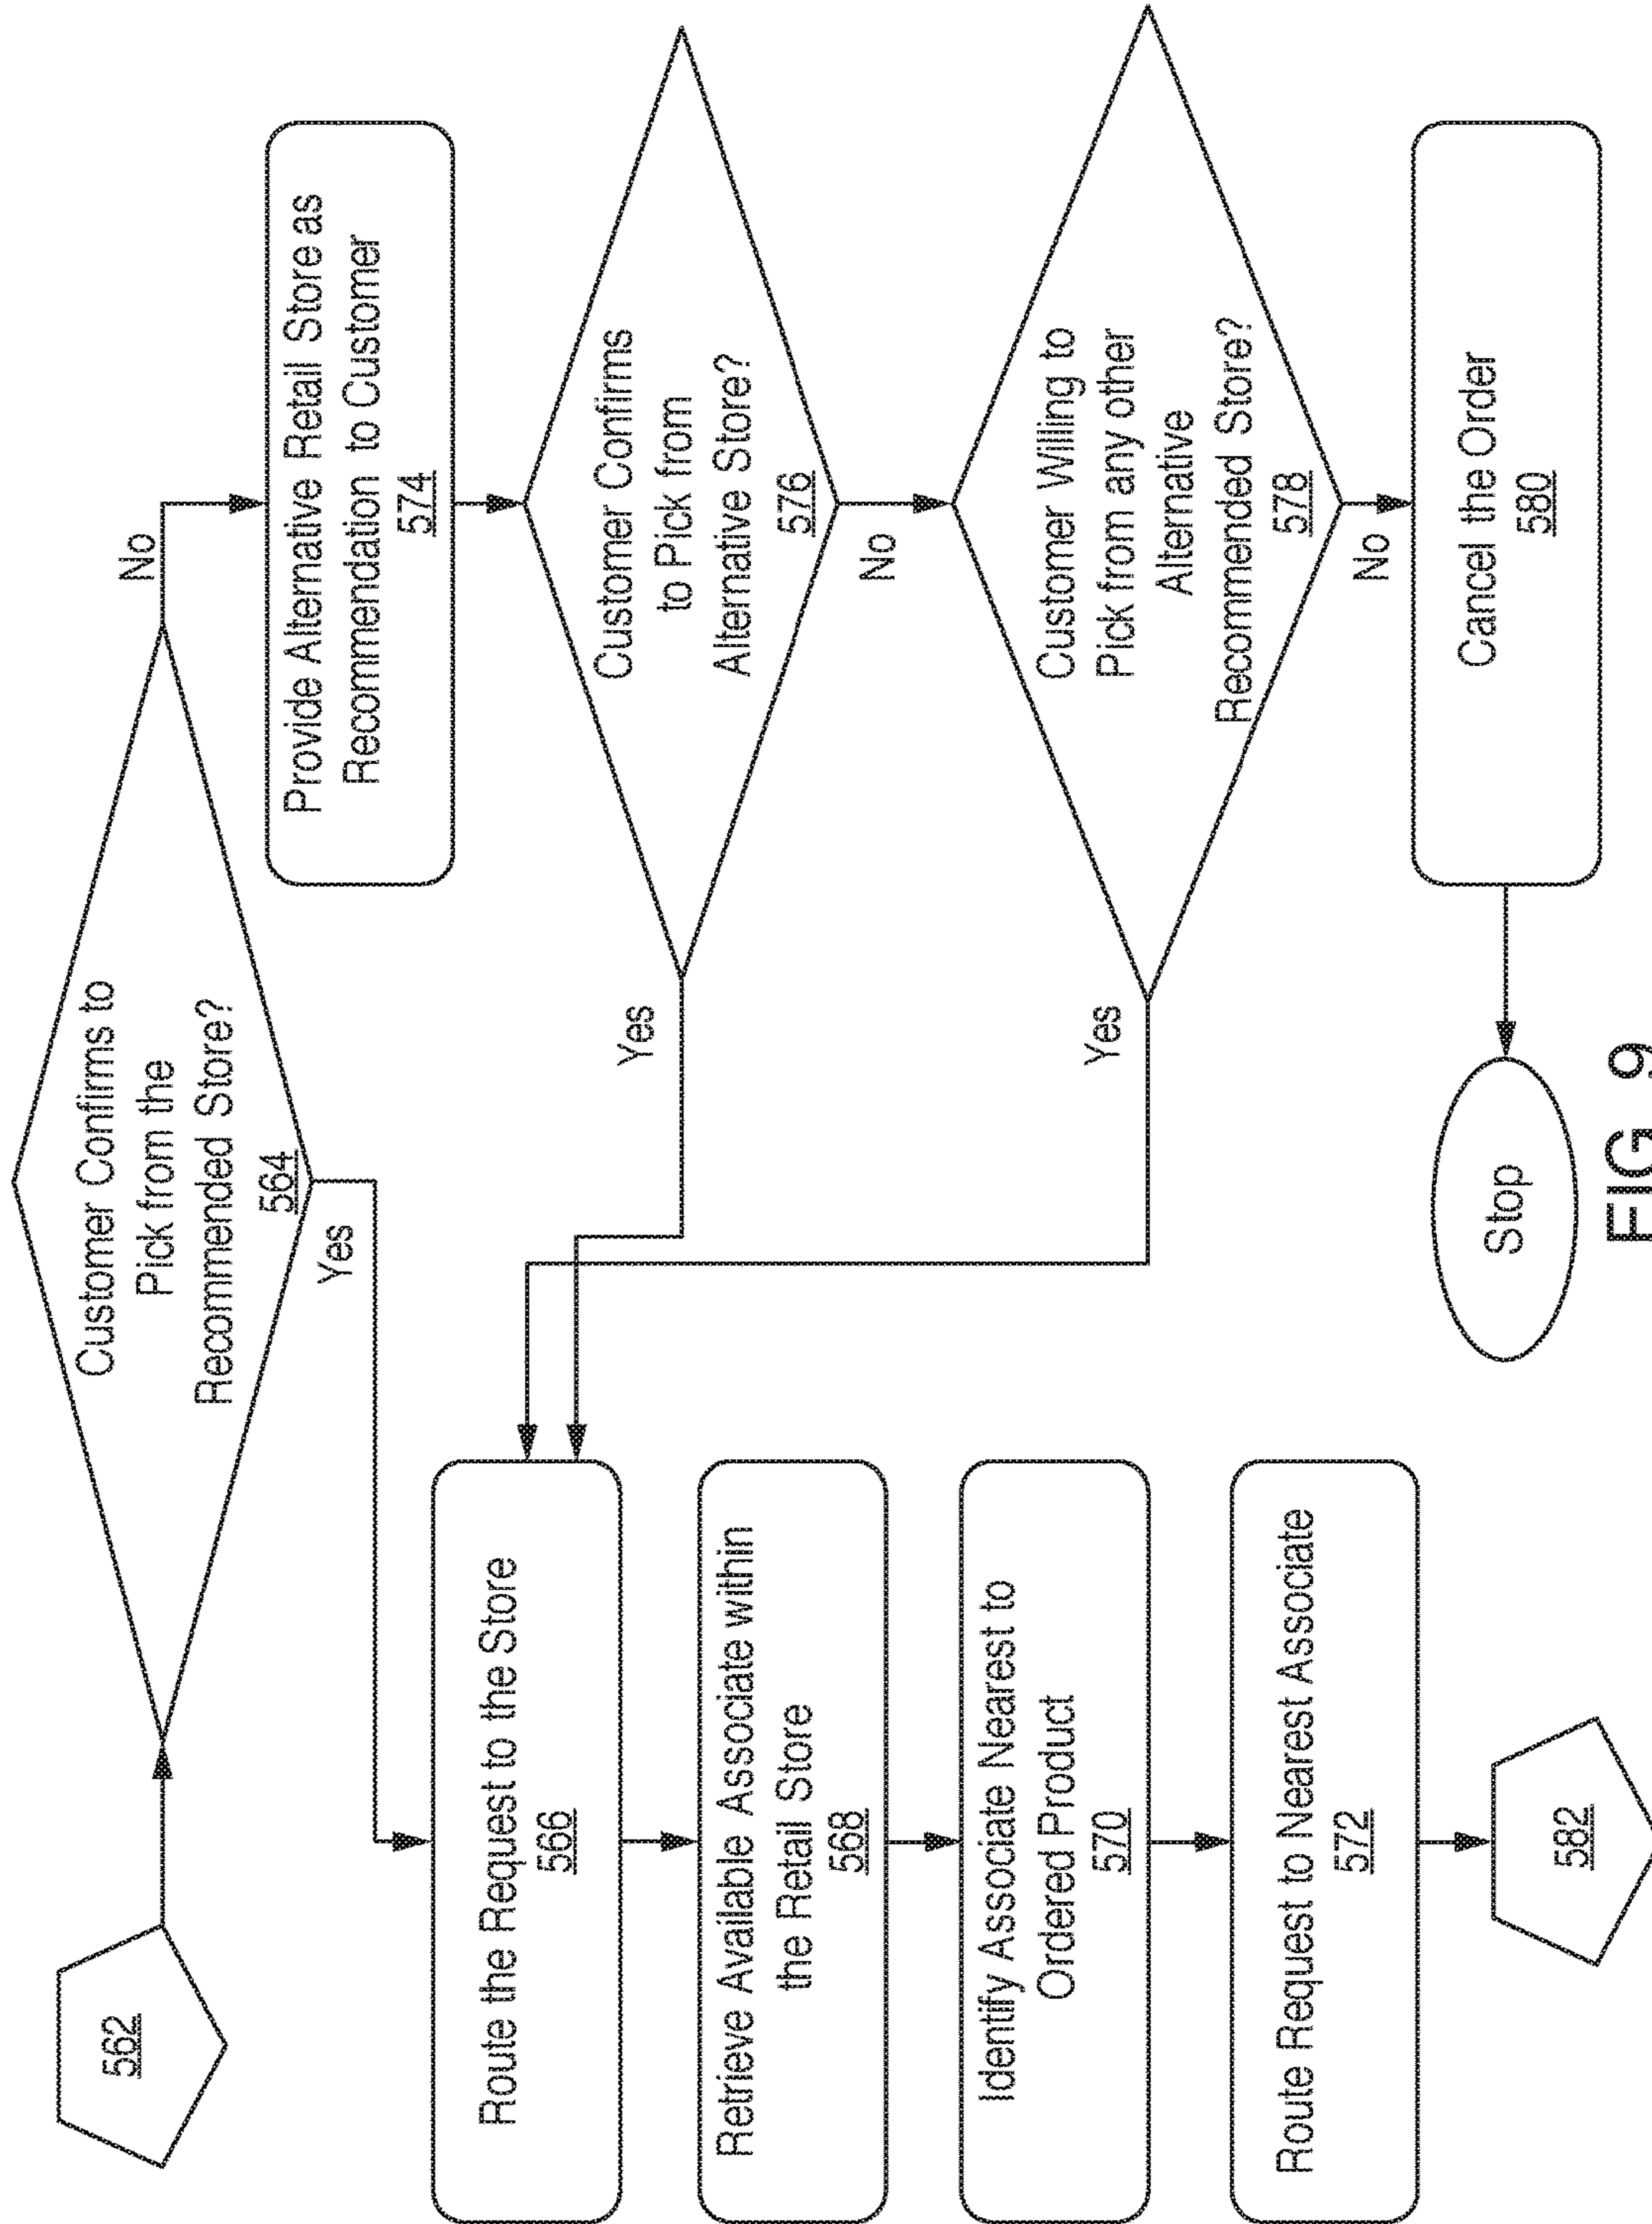 562
Customer Confirms to
Pick from the
Recommended Store?
564
No
Yes
Route the Request to the Store
566
Retrieve Available Associate within
the Retail Store
568
Identify Associate Nearest to
Ordered Product
570
Route Request to Nearest Associate
572
582
Provide Alternative Retail Store as
Recommendation to Customer
574
Customer Confirms
to Pick from
Alternative Store?
576
Yes
No
Customer Willing to
Pick from any other
Alternative
Recommended Store?
578
Yes
No
Cancel the Order
580
Stop
FIG 9